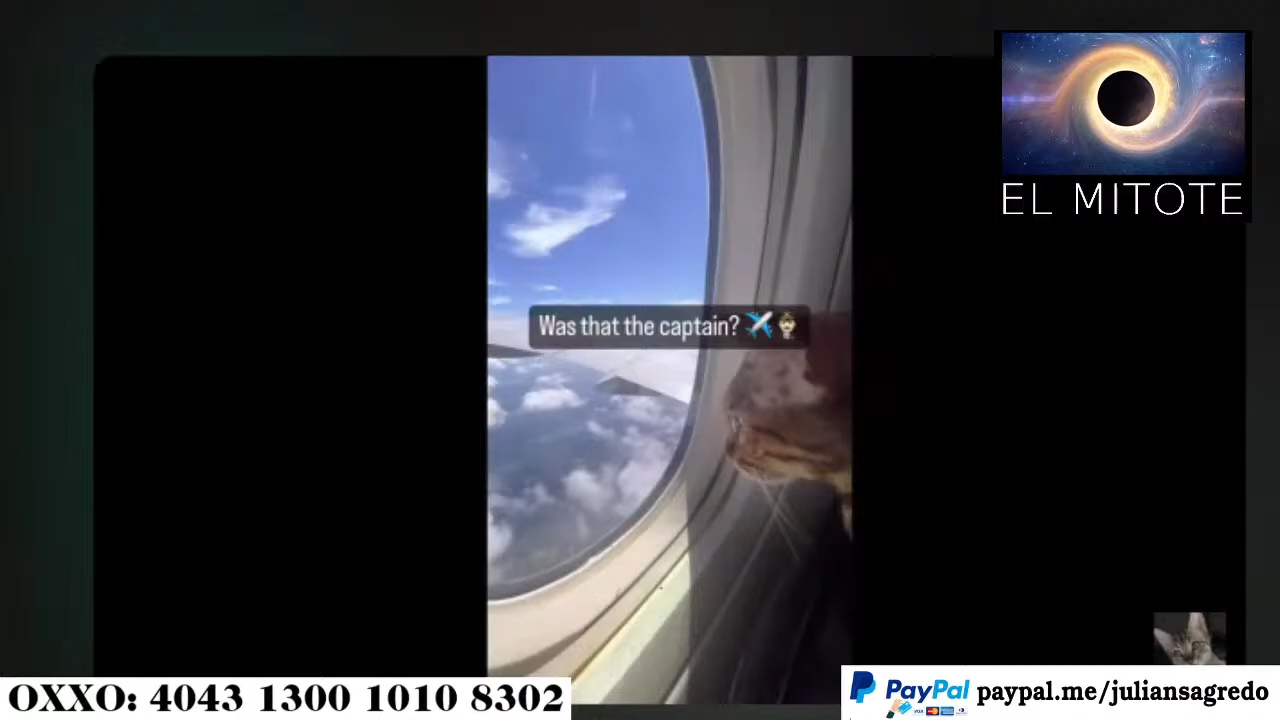 EL MITOTE
Was that the captain? ✈️👨‍✈️
OXXO: 4043 1300 1010 8302
PayPal paypal.me/juliansagredo